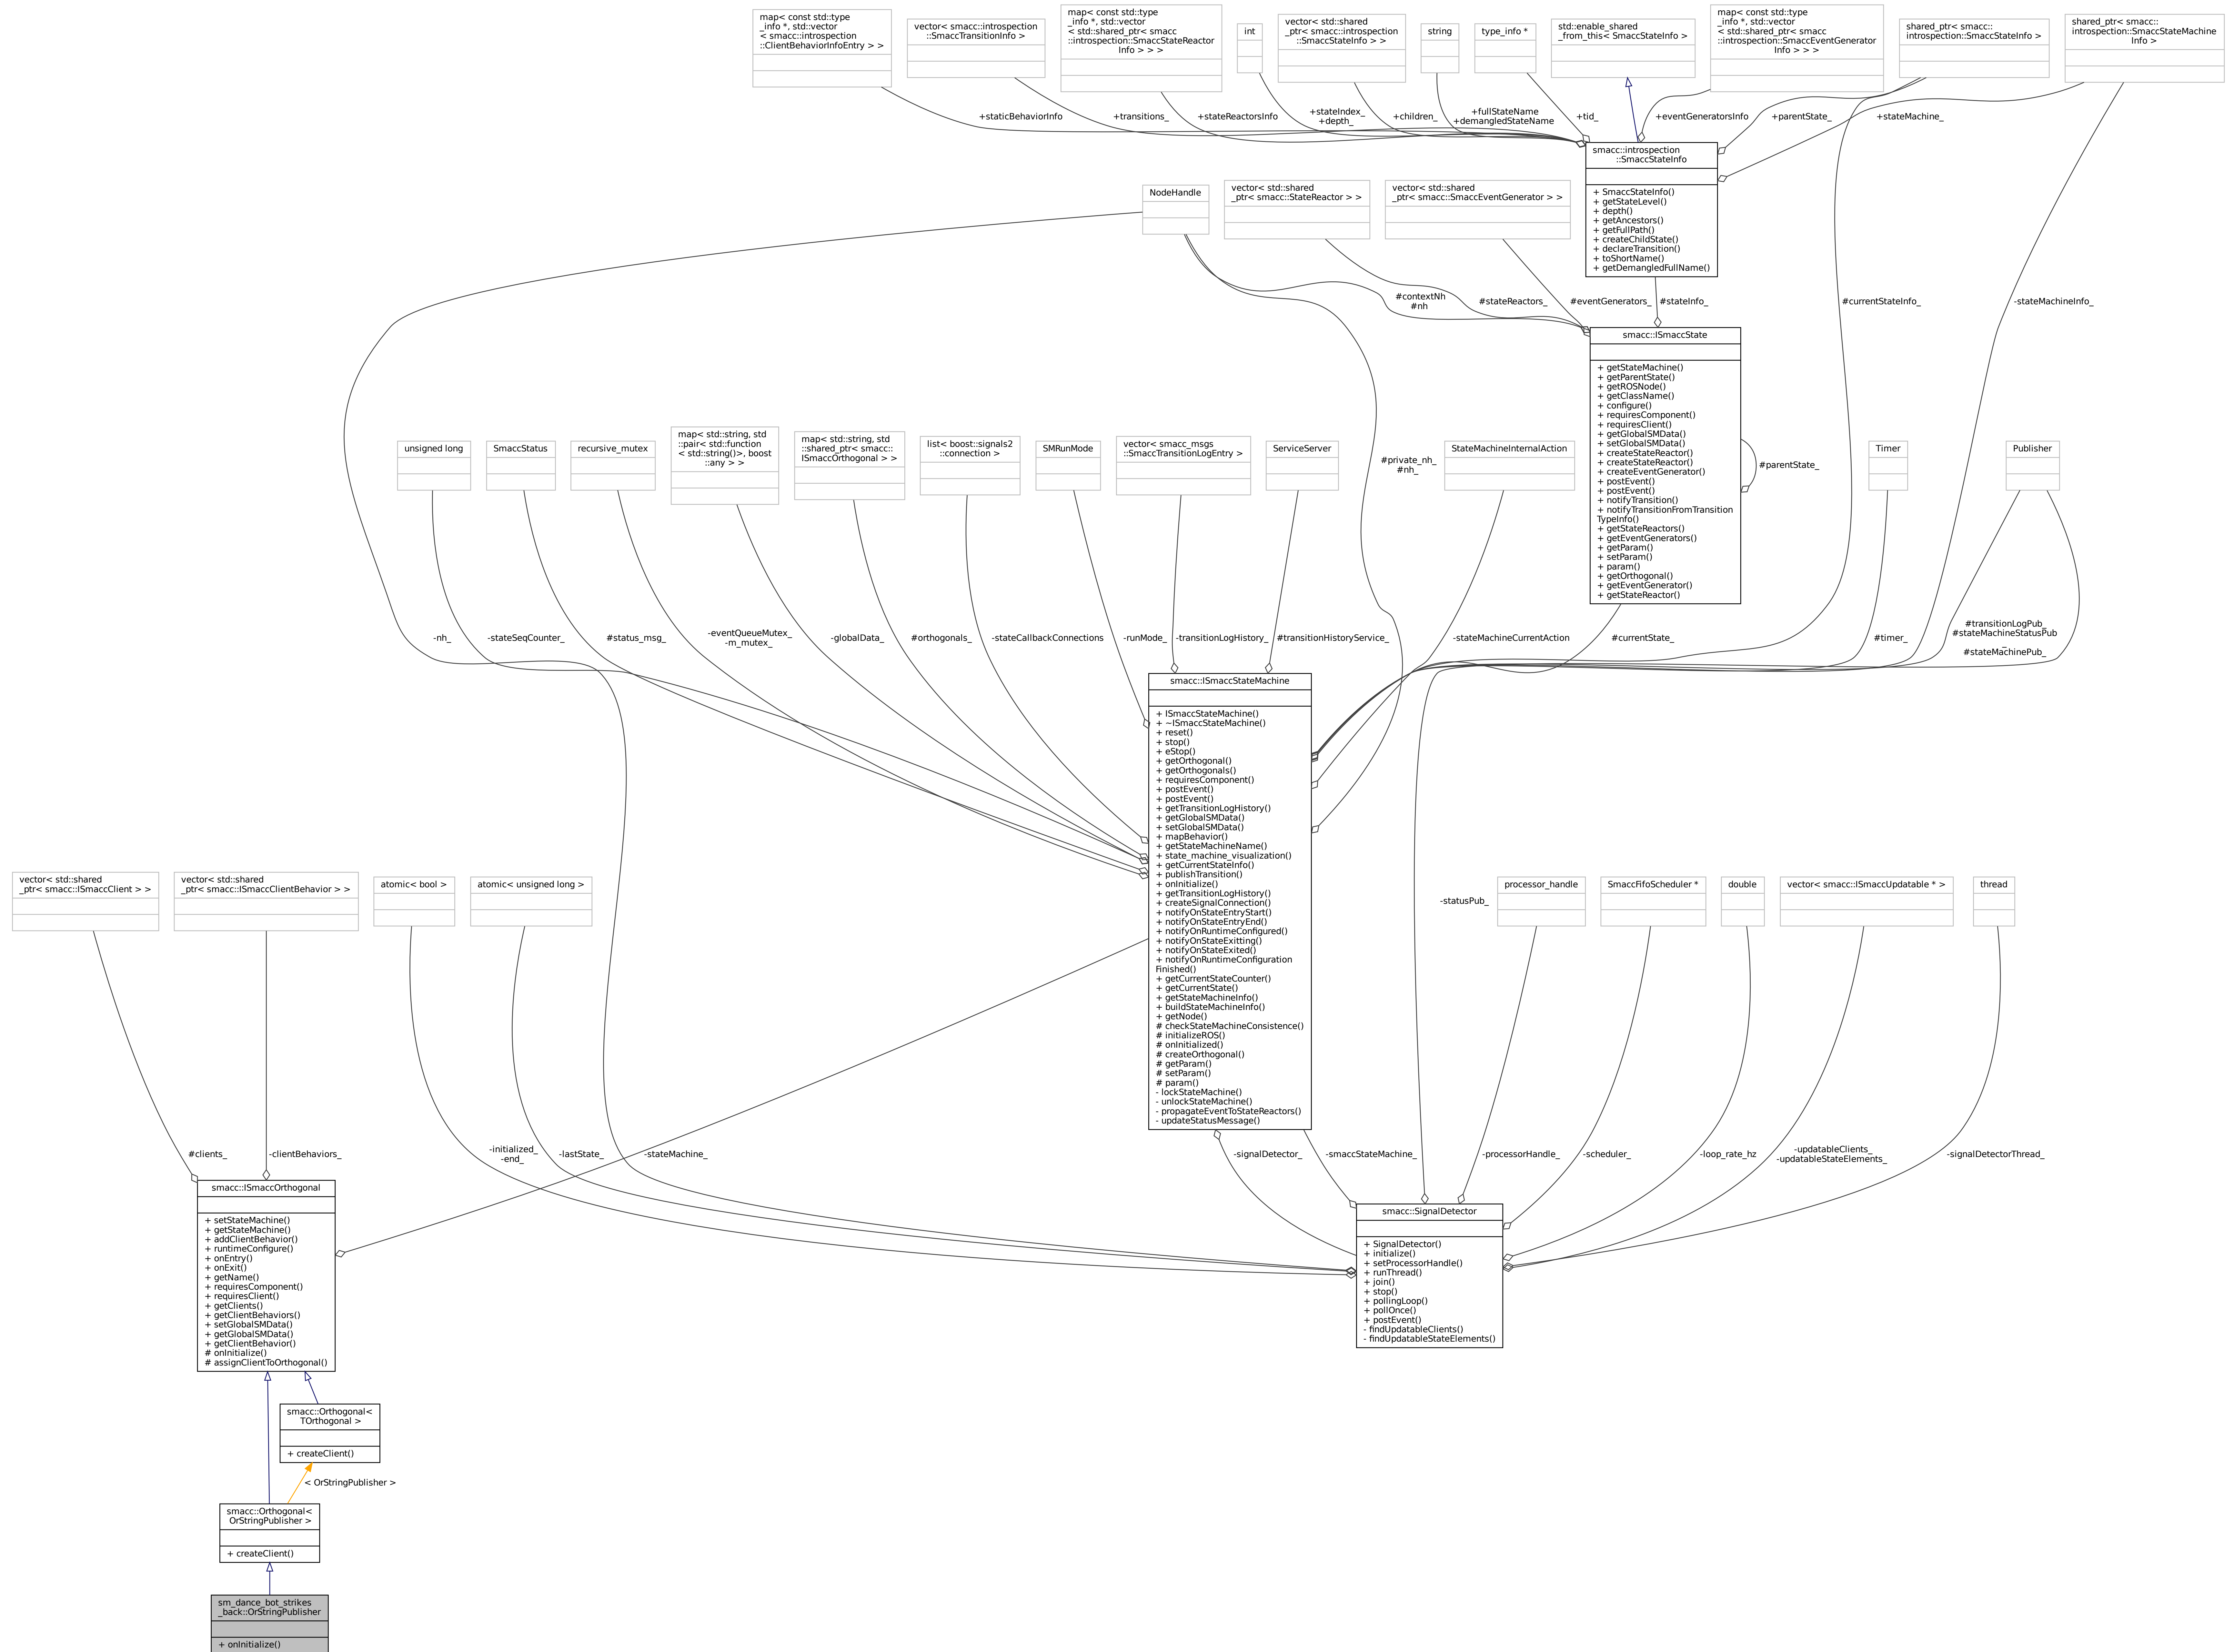 map< const std::type
_info *, std::vector
< smacc::introspection
::ClientBehaviorInfoEntry > >
vector< smacc::introspection
::SmaccTransitionInfo >
map< const std::type
_info *, std::vector
< std::shared_ptr< smacc
::introspection::SmaccStateReactor
Info > > >
int
vector< std::shared
_ptr< smacc::introspection
::SmaccStateInfo > >
string
type_info *
std::enable_shared
_from_this< SmaccStateInfo >
map< const std::type
_info *, std::vector
< std::shared_ptr< smacc
::introspection::SmaccEventGenerator
Info > > >
shared_ptr< smacc::
introspection::SmaccStateInfo >
shared_ptr< smacc::
introspection::SmaccStateMachine
Info >
+staticBehaviorInfo
+transitions_
+stateReactorsInfo
+stateIndex_
+depth_
+children_
+fullStateName
+demangledStateName
+tid_
+eventGeneratorsInfo
+parentState_
+stateMachine_
smacc::introspection
::SmaccStateInfo
+ SmaccStateInfo()
+ getStateLevel()
+ depth()
+ getAncestors()
+ getFullPath()
+ createChildState()
+ declareTransition()
+ toShortName()
+ getDemangledFullName()
NodeHandle
vector< std::shared
_ptr< smacc::StateReactor > >
vector< std::shared
_ptr< smacc::SmaccEventGenerator > >
#contextNh
#nh
#stateReactors_
#eventGenerators_
#stateInfo_
#currentStateInfo_
-stateMachineInfo_
smacc::ISmaccState
+ getStateMachine()
+ getParentState()
+ getROSNode()
+ getClassName()
+ configure()
+ requiresComponent()
+ requiresClient()
+ getGlobalSMData()
+ setGlobalSMData()
+ createStateReactor()
+ createStateReactor()
+ createEventGenerator()
+ postEvent()
+ postEvent()
+ notifyTransition()
+ notifyTransitionFromTransition
TypeInfo()
+ getStateReactors()
+ getEventGenerators()
+ getParam()
+ setParam()
+ param()
+ getOrthogonal()
+ getEventGenerator()
+ getStateReactor()
#parentState_
unsigned long
SmaccStatus
recursive_mutex
map< std::string, std
::pair< std::function
< std::string()>, boost
::any > >
map< std::string, std
::shared_ptr< smacc::
ISmaccOrthogonal > >
list< boost::signals2
::connection >
SMRunMode
vector< smacc_msgs
::SmaccTransitionLogEntry >
ServiceServer
#private_nh_
#nh_
StateMachineInternalAction
Timer
Publisher
-nh_
-stateSeqCounter_
#status_msg_
-eventQueueMutex_
-m_mutex_
-globalData_
#orthogonals_
-stateCallbackConnections
-runMode_
-transitionLogHistory_
#transitionHistoryService_
-stateMachineCurrentAction
#currentState_
#timer_
#transitionLogPub_
#stateMachineStatusPub
_
#stateMachinePub_
smacc::ISmaccStateMachine
+ ISmaccStateMachine()
+ ~ISmaccStateMachine()
+ reset()
+ stop()
+ eStop()
+ getOrthogonal()
+ getOrthogonals()
+ requiresComponent()
+ postEvent()
+ postEvent()
+ getTransitionLogHistory()
+ getGlobalSMData()
+ setGlobalSMData()
+ mapBehavior()
+ getStateMachineName()
+ state_machine_visualization()
+ getCurrentStateInfo()
+ publishTransition()
+ onInitialize()
+ getTransitionLogHistory()
+ createSignalConnection()
+ notifyOnStateEntryStart()
+ notifyOnStateEntryEnd()
+ notifyOnRuntimeConfigured()
+ notifyOnStateExitting()
+ notifyOnStateExited()
+ notifyOnRuntimeConfiguration
Finished()
+ getCurrentStateCounter()
+ getCurrentState()
+ getStateMachineInfo()
+ buildStateMachineInfo()
+ getNode()
# checkStateMachineConsistence()
# initializeROS()
# onInitialized()
# createOrthogonal()
# getParam()
# setParam()
# param()
- lockStateMachine()
- unlockStateMachine()
- propagateEventToStateReactors()
- updateStatusMessage()
vector< std::shared
_ptr< smacc::ISmaccClient > >
vector< std::shared
_ptr< smacc::ISmaccClientBehavior > >
atomic< bool >
atomic< unsigned long >
-statusPub_
processor_handle
SmaccFifoScheduler *
double
vector< smacc::ISmaccUpdatable * >
thread
#clients_
-clientBehaviors_
-initialized_
-end_
-lastState_
-stateMachine_
-signalDetector_
-smaccStateMachine_
-processorHandle_
-scheduler_
-loop_rate_hz
-updatableClients_
-updatableStateElements_
-signalDetectorThread_
smacc::ISmaccOrthogonal
+ setStateMachine()
+ getStateMachine()
+ addClientBehavior()
+ runtimeConfigure()
+ onEntry()
+ onExit()
+ getName()
+ requiresComponent()
+ requiresClient()
+ getClients()
+ getClientBehaviors()
+ setGlobalSMData()
+ getGlobalSMData()
+ getClientBehavior()
# onInitialize()
# assignClientToOrthogonal()
smacc::SignalDetector
+ SignalDetector()
+ initialize()
+ setProcessorHandle()
+ runThread()
+ join()
+ stop()
+ pollingLoop()
+ pollOnce()
+ postEvent()
- findUpdatableClients()
- findUpdatableStateElements()
smacc::Orthogonal<
TOrthogonal >
+ createClient()
< OrStringPublisher >
smacc::Orthogonal<
OrStringPublisher >
+ createClient()
sm_dance_bot_strikes
_back::OrStringPublisher
+ onInitialize()